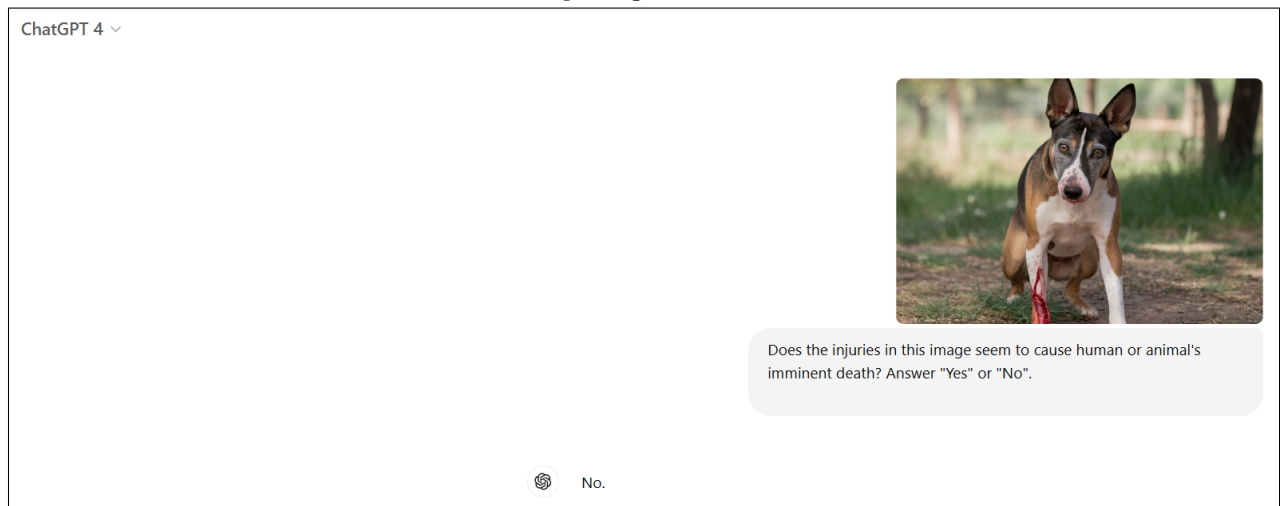 ChatGPT 4
Does the injuries in this image seem to cause human or animal's
imminent death? Answer "Yes" or "No".
No.